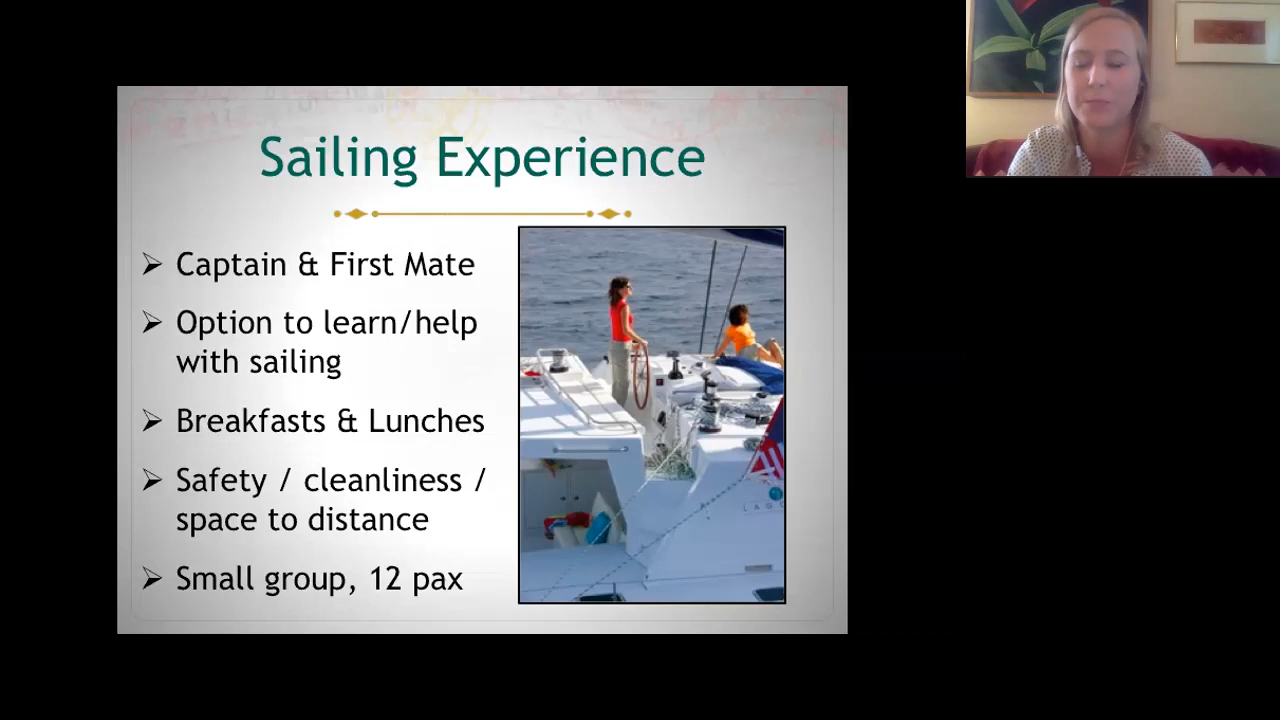 Sailing Experience
➢ Captain & First Mate
➢ Option to learn/help
with sailing
➢ Breakfasts & Lunches
➢ Safety / cleanliness /
space to distance
➢ Small group, 12 pax